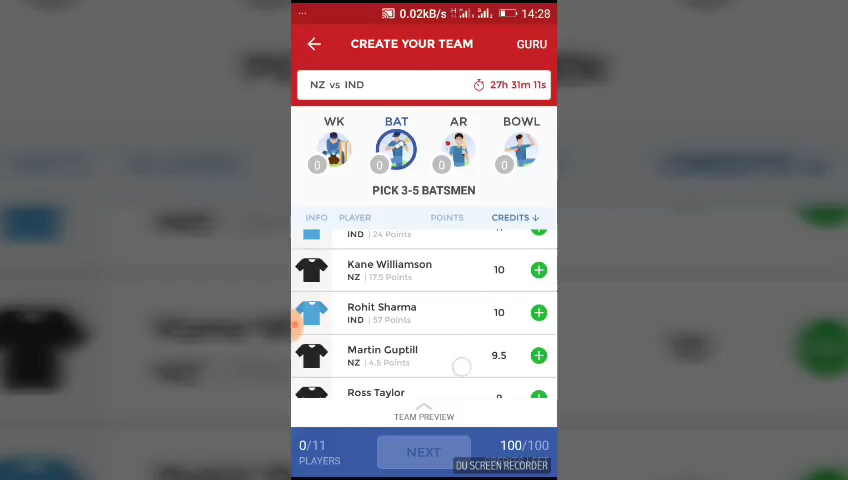 ... 0.02kB/s 14:28
CREATE YOUR TEAM GURU
NZ vs IND 27h 31m 11s
WK BAT AR BOWL
0 0 0 0
PICK 3-5 BATSMEN
INFO PLAYER POINTS CREDITS ↓
IND | 24 Points
Kane Williamson 10
NZ | 17.5 Points
Rohit Sharma 10
IND | 57 Points
Martin Guptill 9.5
NZ | 4.5 Points
Ross Taylor 9
TEAM PREVIEW
0/11 NEXT 100/100
PLAYERS
DU SCREEN RECORDER